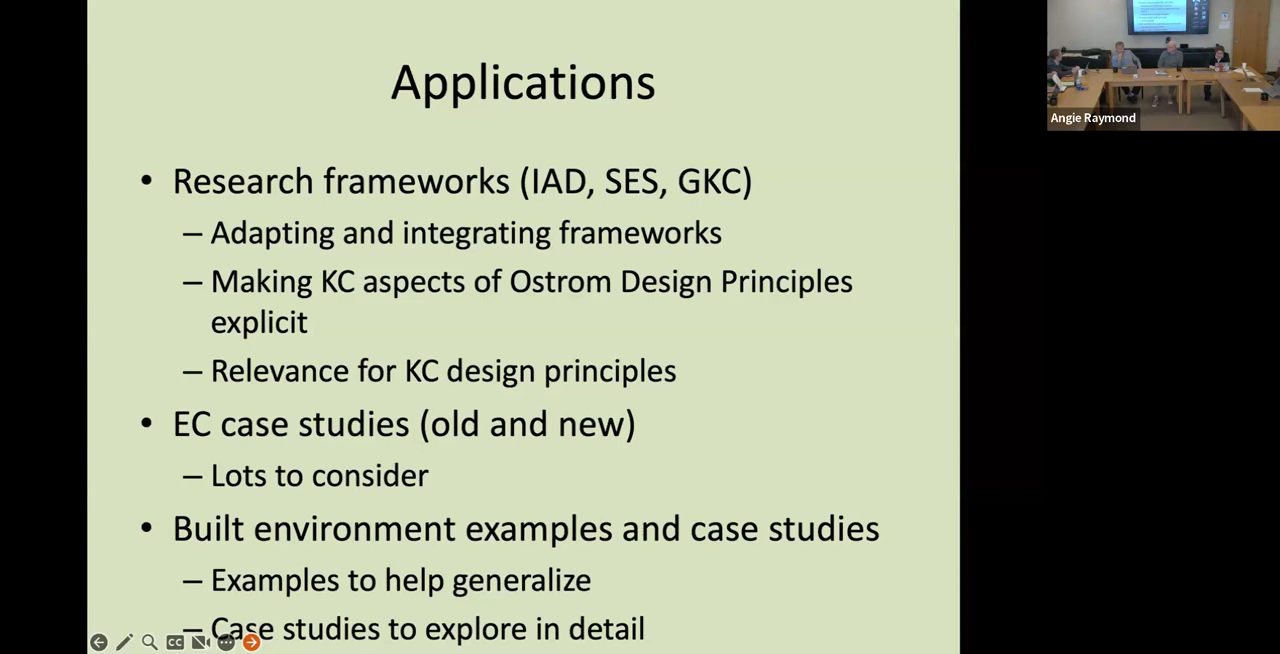 Applications
• Research frameworks (IAD, SES, GKC)
– Adapting and integrating frameworks
– Making KC aspects of Ostrom Design Principles
explicit
– Relevance for KC design principles
• EC case studies (old and new)
– Lots to consider
• Built environment examples and case studies
– Examples to help generalize
– Case studies to explore in detail
CC
Angie Raymond